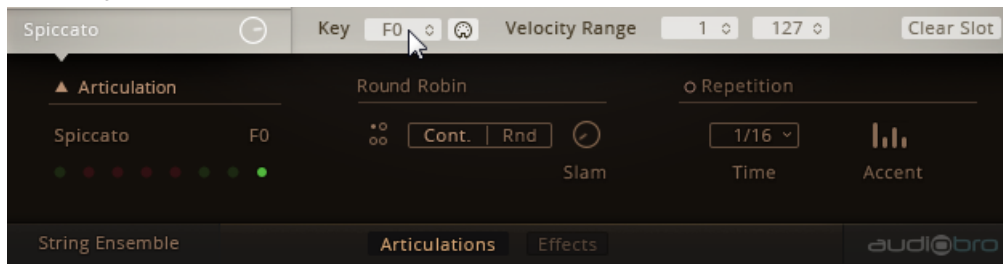 Spiccato Key F0 Velocity Range 1 127 Clear Slot
Articulation Round Robin Repetition
Spiccato F0 Cont. Rnd 1/16
Slam Time Accent
String Ensemble Articulations Effects audiobro